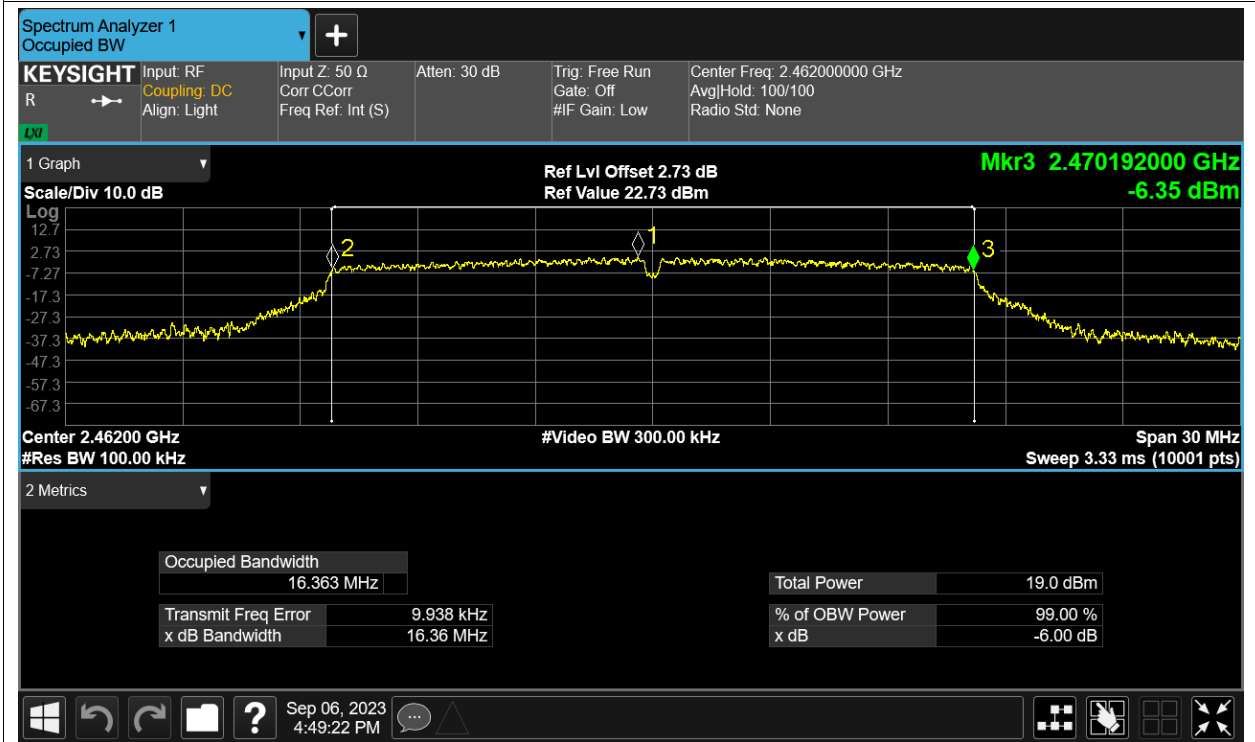 Spectrum Analyzer 1
Occupied BW
KEYSIGHT
R
LXI
Input: RF
Coupling: DC
Align: Light
Input Z: 50 Ω
Corr CCorr
Freq Ref: Int (S)
Atten: 30 dB
Trig: Free Run
Gate: Off
#IF Gain: Low
Center Freq: 2.462000000 GHz
Avg|Hold: 100/100
Radio Std: None
1 Graph
Scale/Div 10.0 dB
Ref Lvl Offset 2.73 dB
Ref Value 22.73 dBm
Mkr3 2.470192000 GHz
-6.35 dBm
Log
12.7
2.73
-7.27
-17.3
-27.3
-37.3
-47.3
-57.3
-67.3
2
1
3
Center 2.46200 GHz
#Video BW 300.00 kHz
Span 30 MHz
#Res BW 100.00 kHz
Sweep 3.33 ms (10001 pts)
2 Metrics
Occupied Bandwidth
16.363 MHz
Total Power 19.0 dBm
Transmit Freq Error 9.938 kHz
% of OBW Power 99.00 %
x dB Bandwidth 16.36 MHz
x dB -6.00 dB
?
Sep 06, 2023
4:49:22 PM